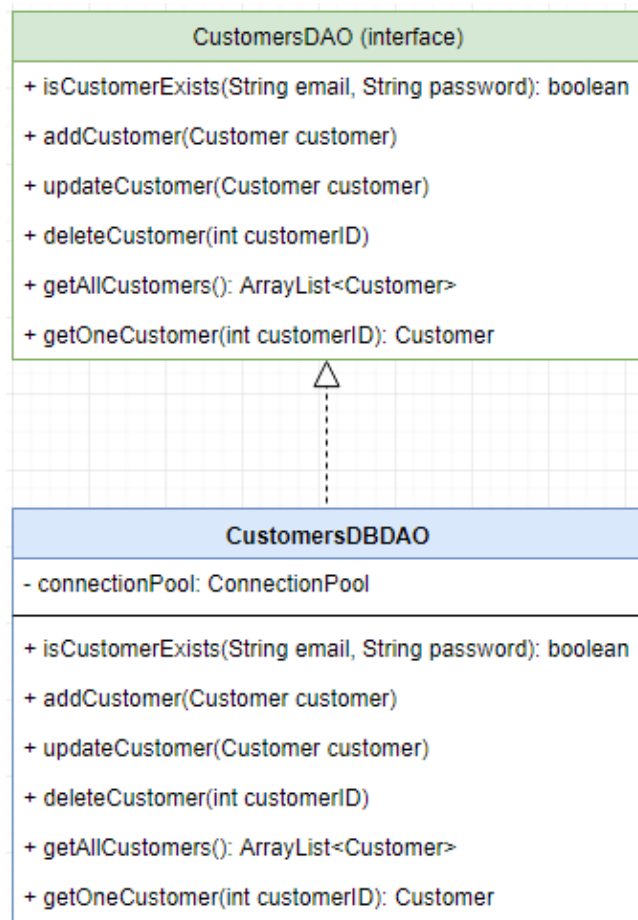 CustomersDAO (interface)
+ isCustomerExists(String email, String password): boolean
+ addCustomer(Customer customer)
+ updateCustomer(Customer customer)
+ deleteCustomer(int customerID)
+ getAllCustomers(): ArrayList<Customer>
+ getOneCustomer(int customerID): Customer
CustomersDBDAO
- connectionPool: ConnectionPool
+ isCustomerExists(String email, String password): boolean
+ addCustomer(Customer customer)
+ updateCustomer(Customer customer)
+ deleteCustomer(int customerID)
+ getAllCustomers(): ArrayList<Customer>
+ getOneCustomer(int customerID): Customer